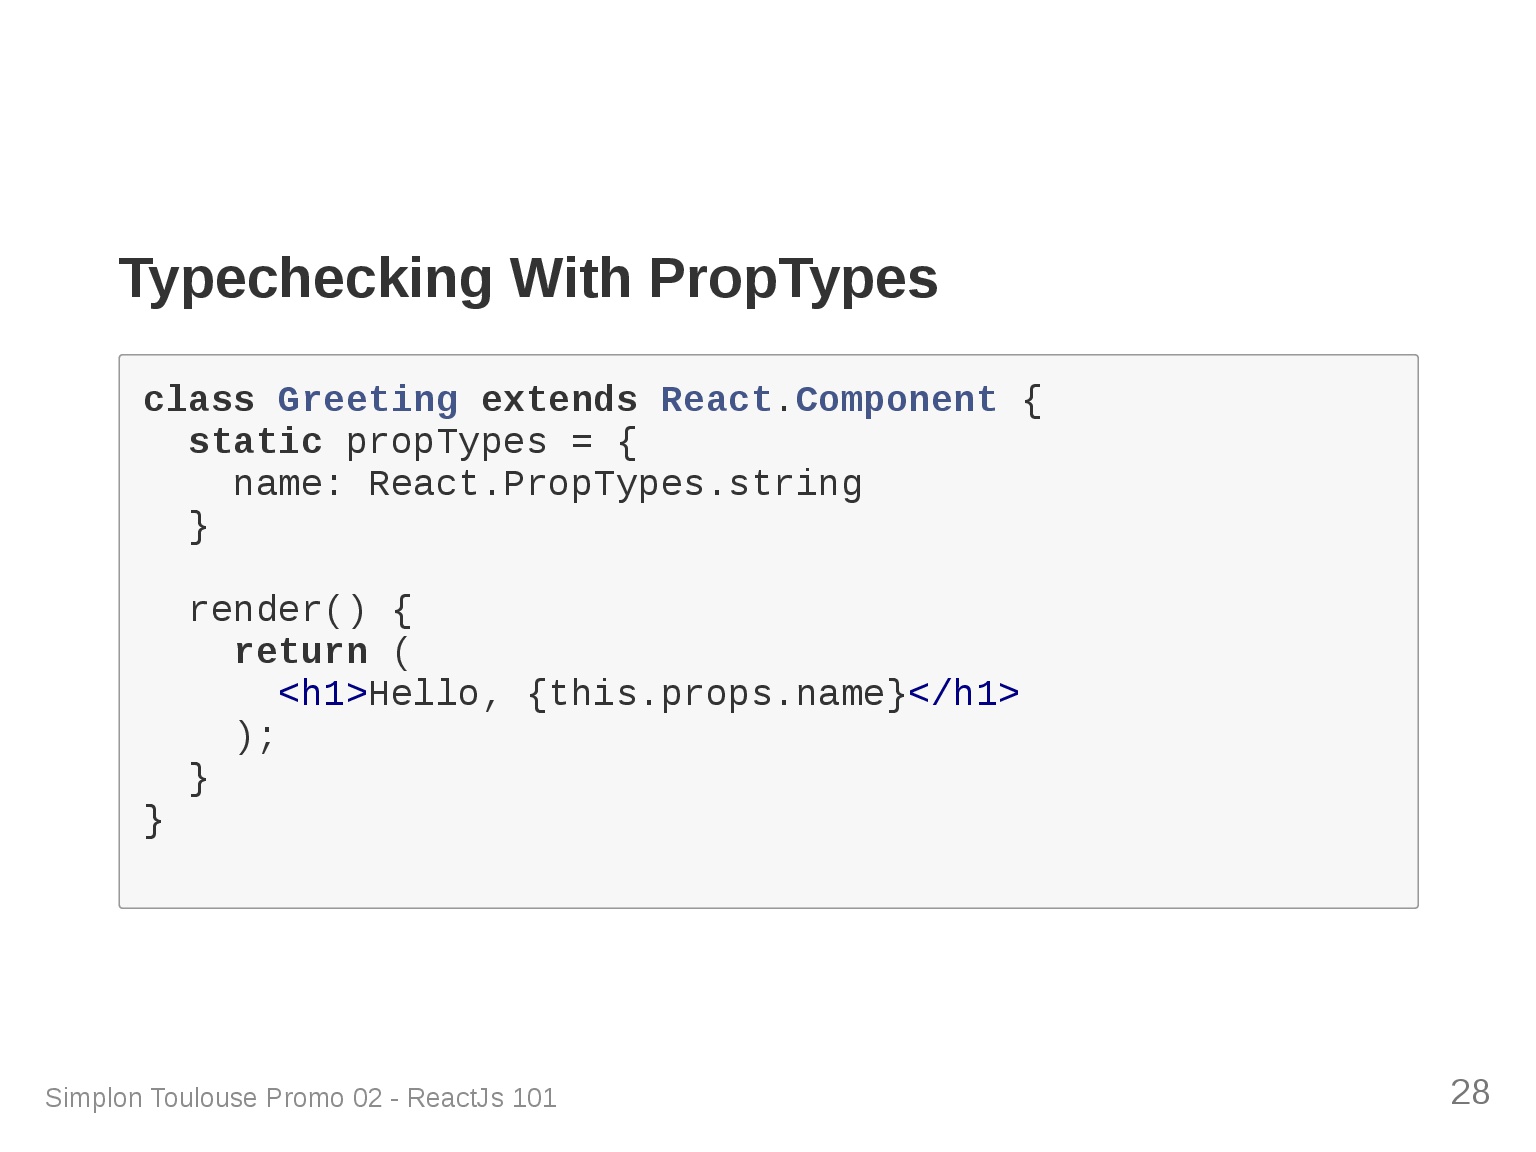 Typechecking With PropTypes
class Greeting extends React.Component {
  static propTypes = {
    name: React.PropTypes.string
  }

  render() {
    return (
      <h1>Hello, {this.props.name}</h1>
    );
  }
}
Simplon Toulouse Promo 02 - ReactJs 101
28